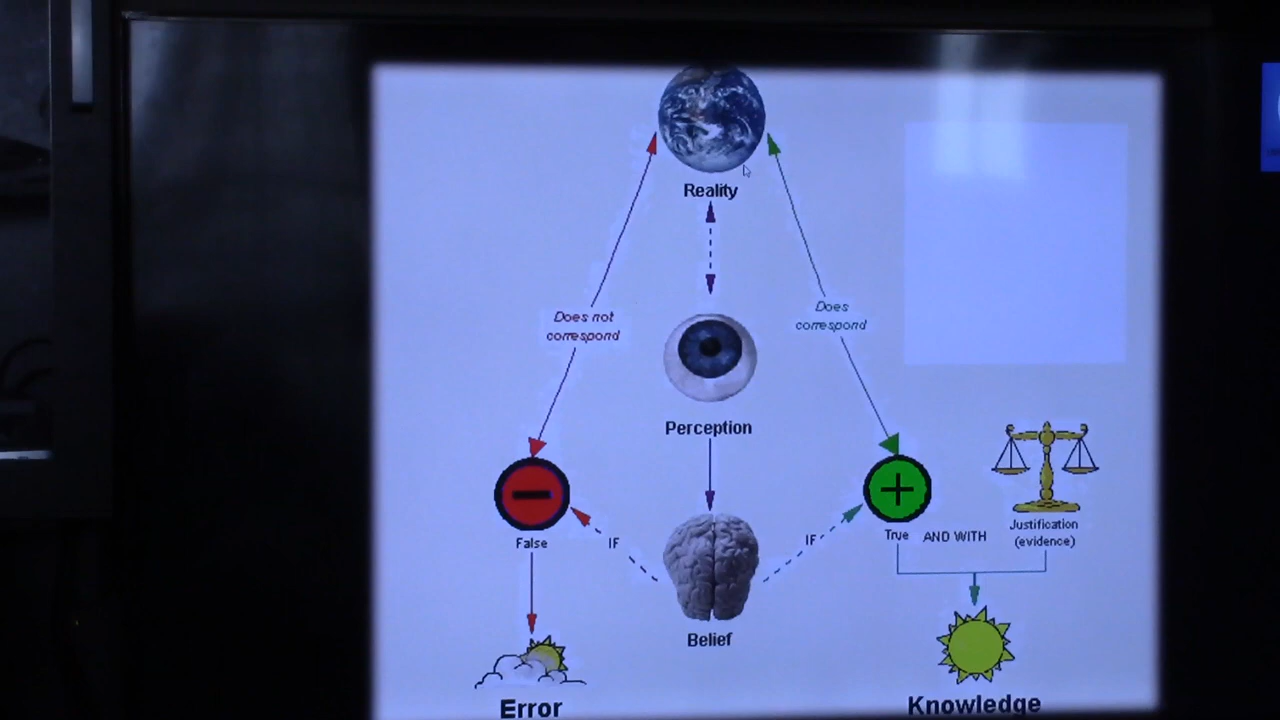 Reality
Does not
correspond
Does
correspond
Perception
Justification
(evidence)
True
AND WITH
IF
IF
False
Belief
Error
Knowledge